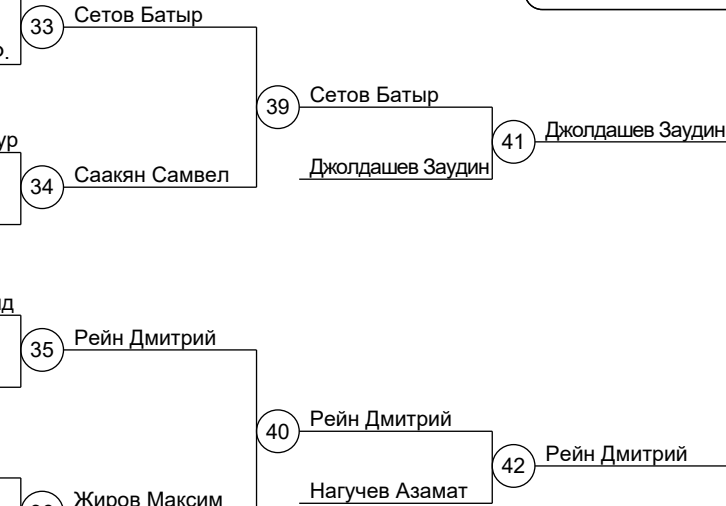 33 Сетов Батыр
39 Сетов Батыр
41 Джолдашев Заудин
Джолдашев Заудин
34 Саакян Самвел
35 Рейн Дмитрий
40 Рейн Дмитрий
42 Рейн Дмитрий
Нагучев Азамат
Жиров Максим